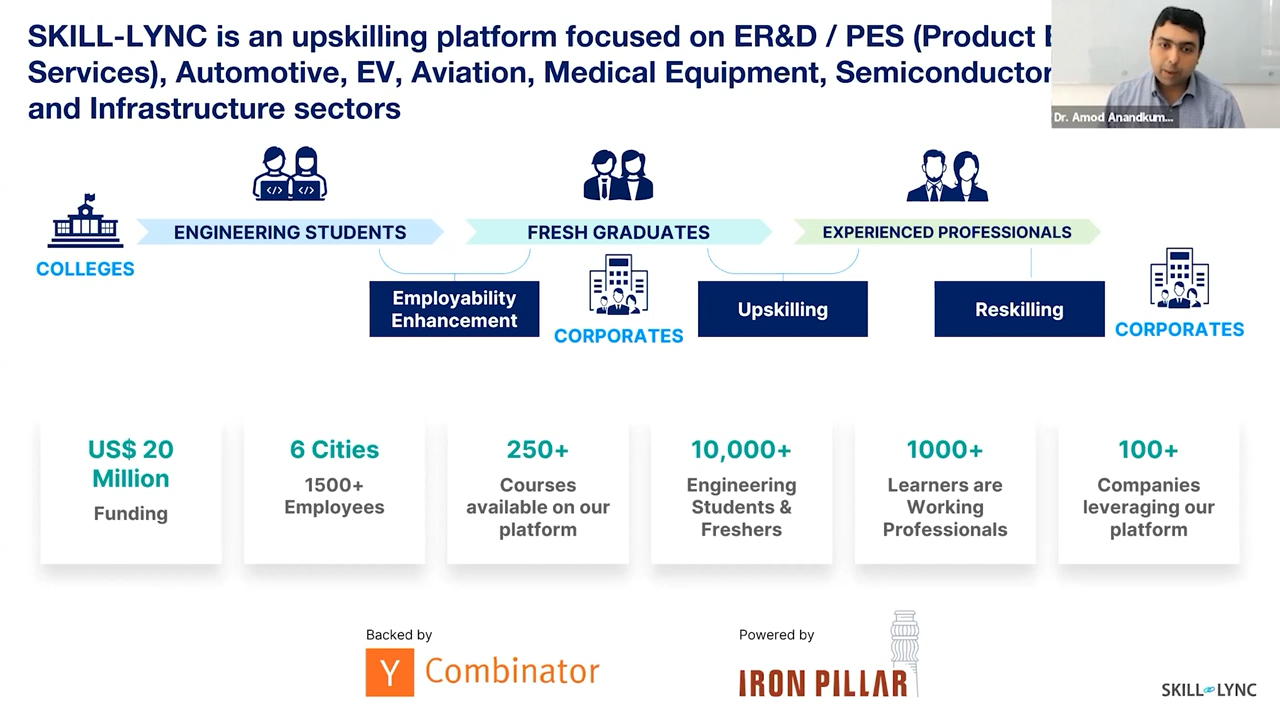 SKILL-LYNC is an upskilling platform focused on ER&D / PES (Product
Services), Automotive, EV, Aviation, Medical Equipment, Semiconductor
and Infrastructure sectors
Dr. Amod Anandkum...
COLLEGES
ENGINEERING STUDENTS
FRESH GRADUATES
EXPERIENCED PROFESSIONALS
Employability
Enhancement
CORPORATES
Upskilling
Reskilling
CORPORATES
US$ 20
Million
Funding
6 Cities
1500+
Employees
250+
Courses
available on our
platform
10,000+
Engineering
Students &
Freshers
1000+
Learners are
Working
Professionals
100+
Companies
leveraging our
platform
Backed by
Y Combinator
Powered by
IRON PILLAR
SKILL LYNC